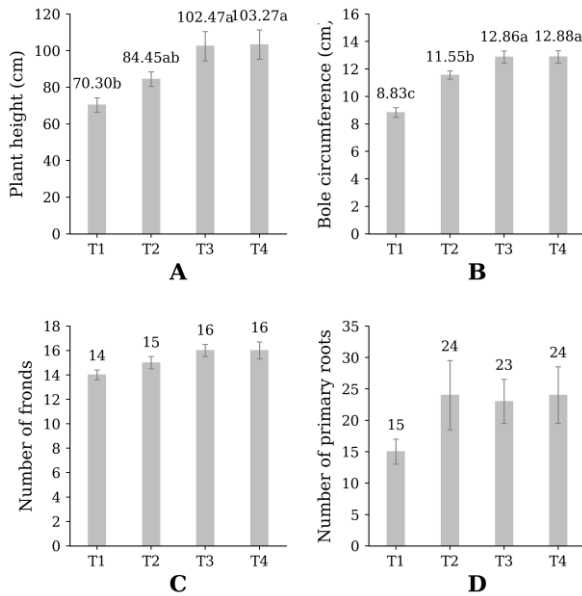 Plant height (cm)
120
100
80
60
40
20
0
70.30b
84.45ab
102.47a
103.27a
T1 T2 T3 T4
A
Bole circumference (cm)
16
14
12
10
8
6
4
2
0
8.83c
11.55b
12.86a
12.88a
T1 T2 T3 T4
B
Number of fronds
18
16
14
12
10
8
6
4
2
0
14
15
16
16
T1 T2 T3 T4
C
Number of primary roots
35
30
25
20
15
10
5
0
15
24
23
24
T1 T2 T3 T4
D